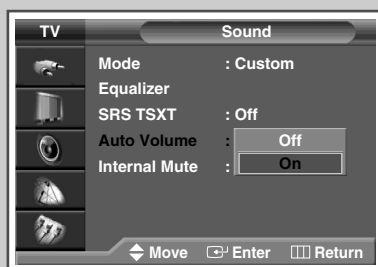 TV Sound
Mode : Custom
Equalizer
SRS TSXT : Off
Auto Volume : Off
Internal Mute : On
Move Enter Return